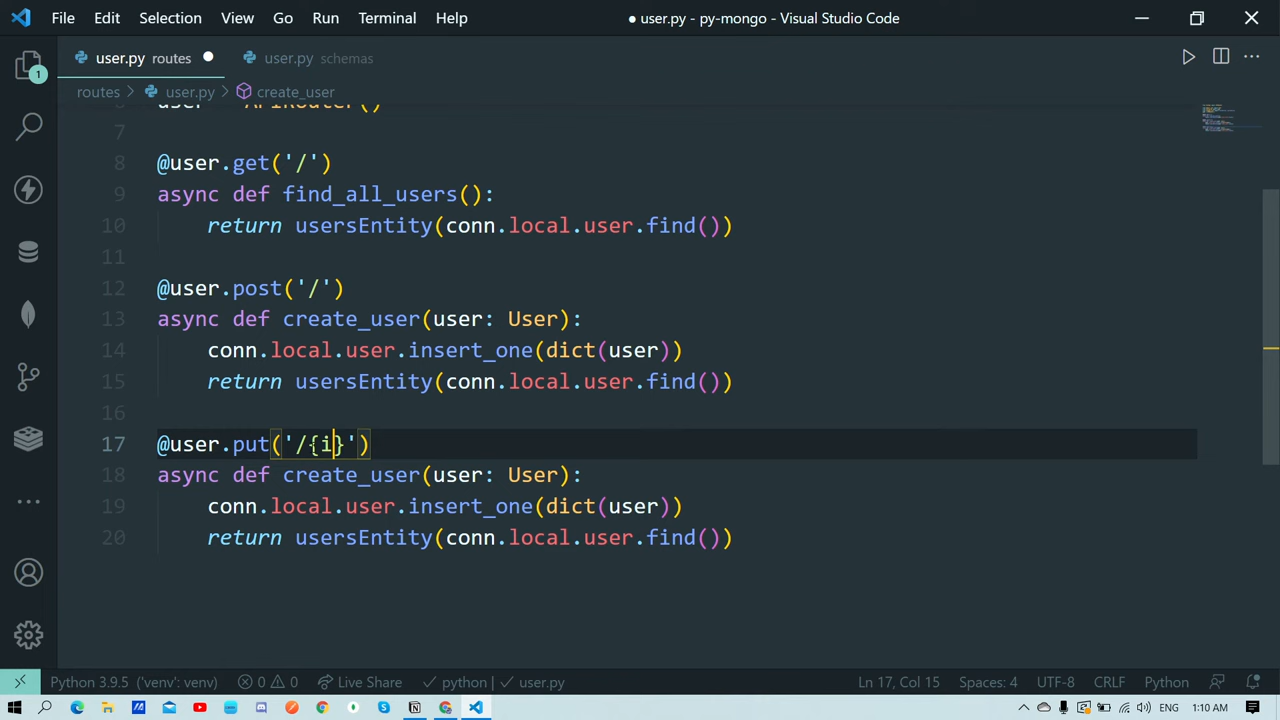 File Edit Selection View Go Run Terminal Help
● user.py - py-mongo - Visual Studio Code
user.py routes ●
user.py schemas
routes > user.py > create_user
1
6 user = APIRouter()
7
8 @user.get('/')
9 async def find_all_users():
10 return usersEntity(conn.local.user.find())
11
12 @user.post('/')
13 async def create_user(user: User):
14 conn.local.user.insert_one(dict(user))
15 return usersEntity(conn.local.user.find())
16
17 @user.put('/{i}')
18 async def create_user(user: User):
19 conn.local.user.insert_one(dict(user))
20 return usersEntity(conn.local.user.find())
Python 3.9.5 ('venv': venv) 0 0 Live Share ✓ python | ✓ user.py Ln 17, Col 15 Spaces: 4 UTF-8 CRLF Python
ENG 1:10 AM